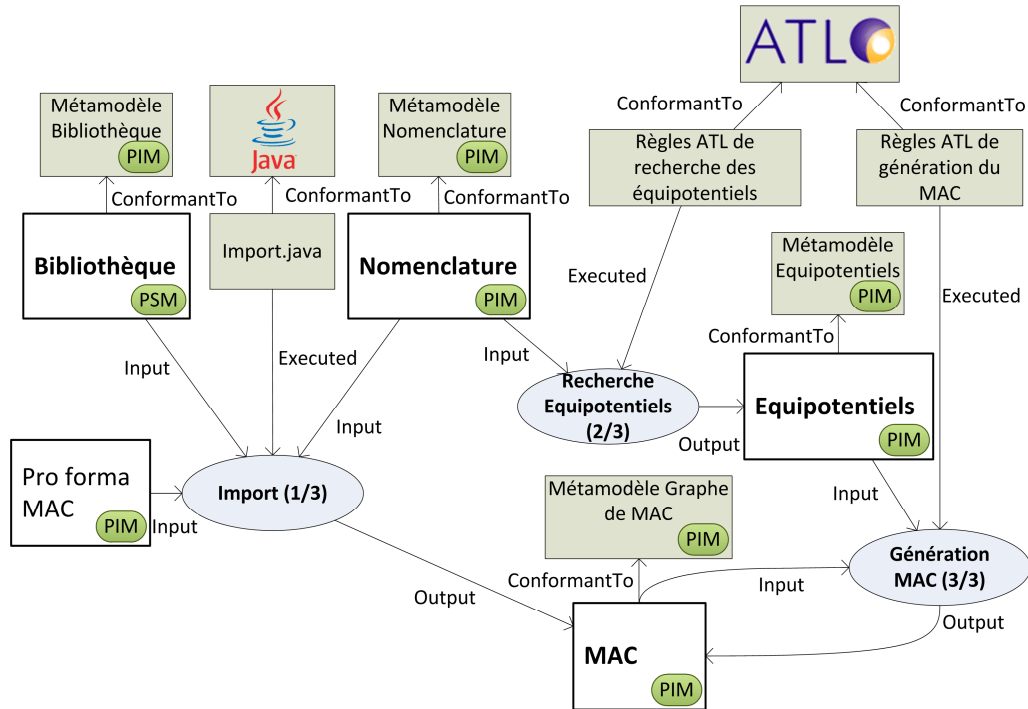 ATL
ConformantTo
ConformantTo
Métamodèle
Bibliothèque
PIM
Java
Métamodèle
Nomenclature
PIM
Règles ATL de
recherche des
équipotentiels
Règles ATL de
génération du
MAC
ConformantTo
ConformantTo
ConformantTo
Bibliothèque
PSM
Import.java
Nomenclature
PIM
Métamodèle
Equipotentiels
PIM
Executed
Executed
ConformantTo
Input
Executed
Input
Input
Recherche
Equipotentiels
(2/3)
Output
Equipotentiels
PIM
Pro forma
MAC
PIM
Input
Import (1/3)
Métamodèle Graphe
de MAC
PIM
Input
Génération
MAC (3/3)
ConformantTo
Input
Output
Output
MAC
PIM